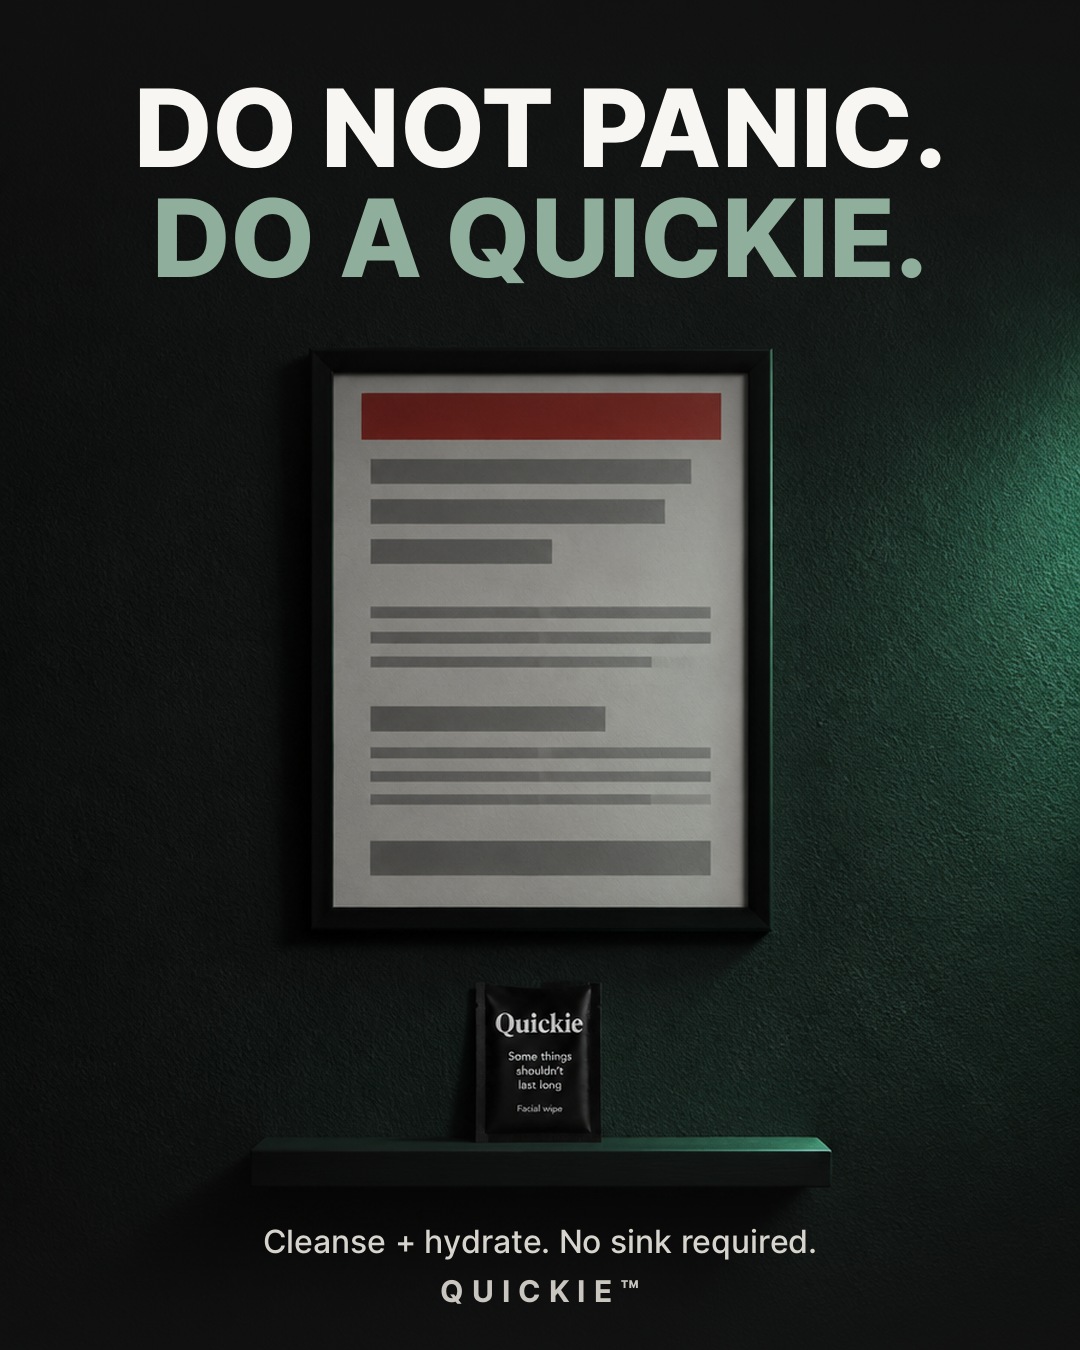 DO NOT PANIC.
DO A QUICKIE.
Quickie
Some things
shouldn't
last long
Facial wipe
Cleanse + hydrate. No sink required.
QUICKIE™